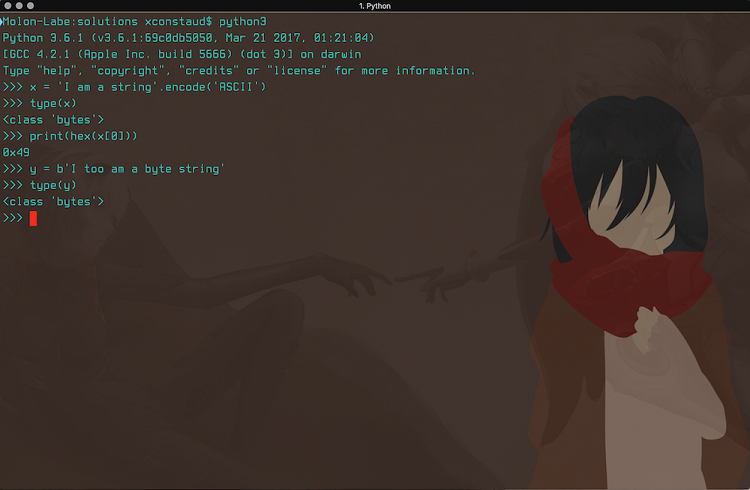 1. Python
Molon-Labe:solutions xconstaud$ python3
Python 3.6.1 (v3.6.1:69c0db5050, Mar 21 2017, 01:21:04)
[GCC 4.2.1 (Apple Inc. build 5666) (dot 3)] on darwin
Type "help", "copyright", "credits" or "license" for more information.
>>> x = 'I am a string'.encode('ASCII')
>>> type(x)
<class 'bytes'>
>>> print(hex(x[0]))
0x49
>>> y = b'I too am a byte string'
>>> type(y)
<class 'bytes'>
>>>